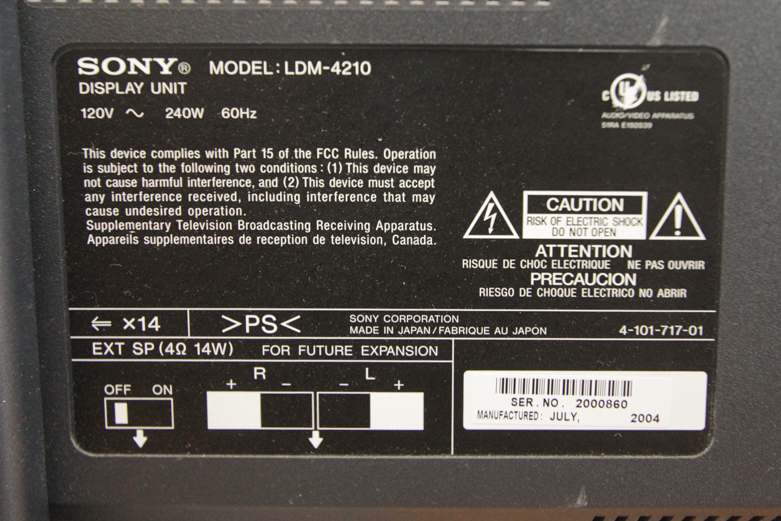 SONY® MODEL: LDM-4210
DISPLAY UNIT
120V ~ 240W 60Hz
C UL US LISTED
AUDIO/VIDEO APPARATUS
This device complies with Part 15 of the FCC Rules. Operation
is subject to the following two conditions : (1) This device may
not cause harmful interference, and (2) This device must accept
any interference received, including interference that may
cause undesired operation.
Supplementary Television Broadcasting Receiving Apparatus.
Appareils supplementaires de reception de television, Canada.
CAUTION
RISK OF ELECTRIC SHOCK
DO NOT OPEN
ATTENTION
RISQUE DE CHOC ELECTRIQUE NE PAS OUVRIR
PRECAUCION
RIESGO DE CHOQUE ELECTRICO NO ABRIR
⇐ ×14 >PS< SONY CORPORATION
MADE IN JAPAN/FABRIQUE AU JAPON 4-101-717-01
EXT SP (4Ω 14W) FOR FUTURE EXPANSION
OFF ON
R L
+ − − +
SER. NO. 2000860
MANUFACTURED: JULY, 2004